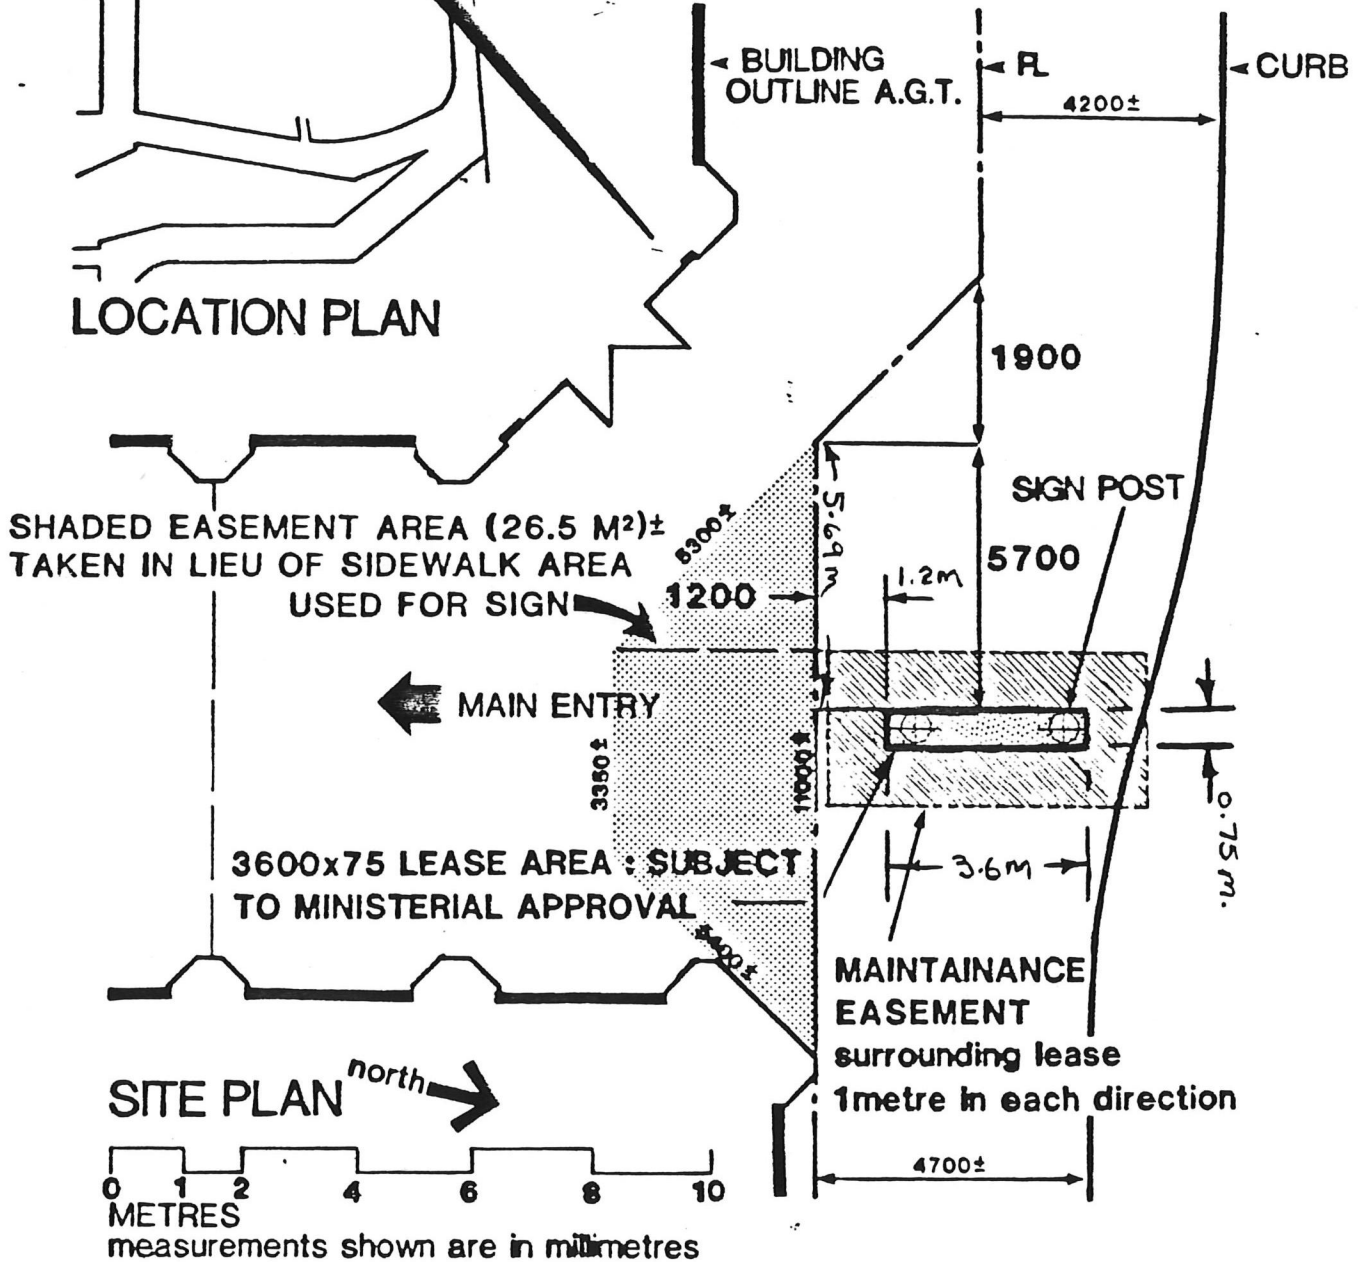 BUILDING
OUTLINE A.G.T.
PL
CURB
4200±
LOCATION PLAN
1900
SIGN POST
SHADED EASEMENT AREA (26.5 M²)±
TAKEN IN LIEU OF SIDEWALK AREA
USED FOR SIGN
5300±
5.69m
5700
1200
1.2m
MAIN ENTRY
3350±
11000±
0.75m.
3600x75 LEASE AREA : SUBJECT
TO MINISTERIAL APPROVAL
3.6m
5400±
MAINTAINANCE
EASEMENT
surrounding lease
1metre in each direction
SITE PLAN
north
4700±
0 1 2 4 6 8 10
METRES
measurements shown are in millimetres